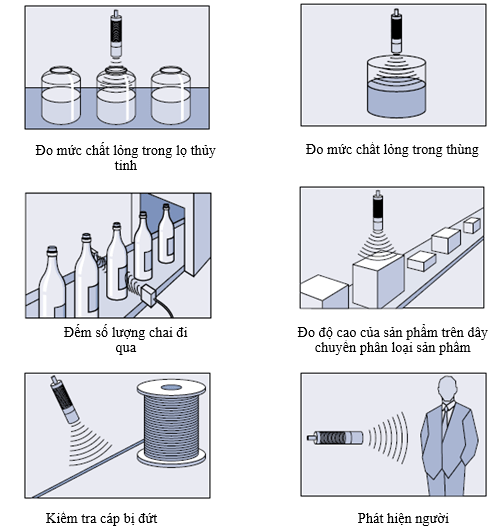 Đo mức chất lỏng trong lọ thủy
tinh
Đo mức chất lỏng trong thùng
Đếm số lượng chai đi
qua
Đo độ cao của sản phẩm trên dây
chuyền phân loại sản phâm
Kiêm tra cáp bị đứt
Phát hiện người